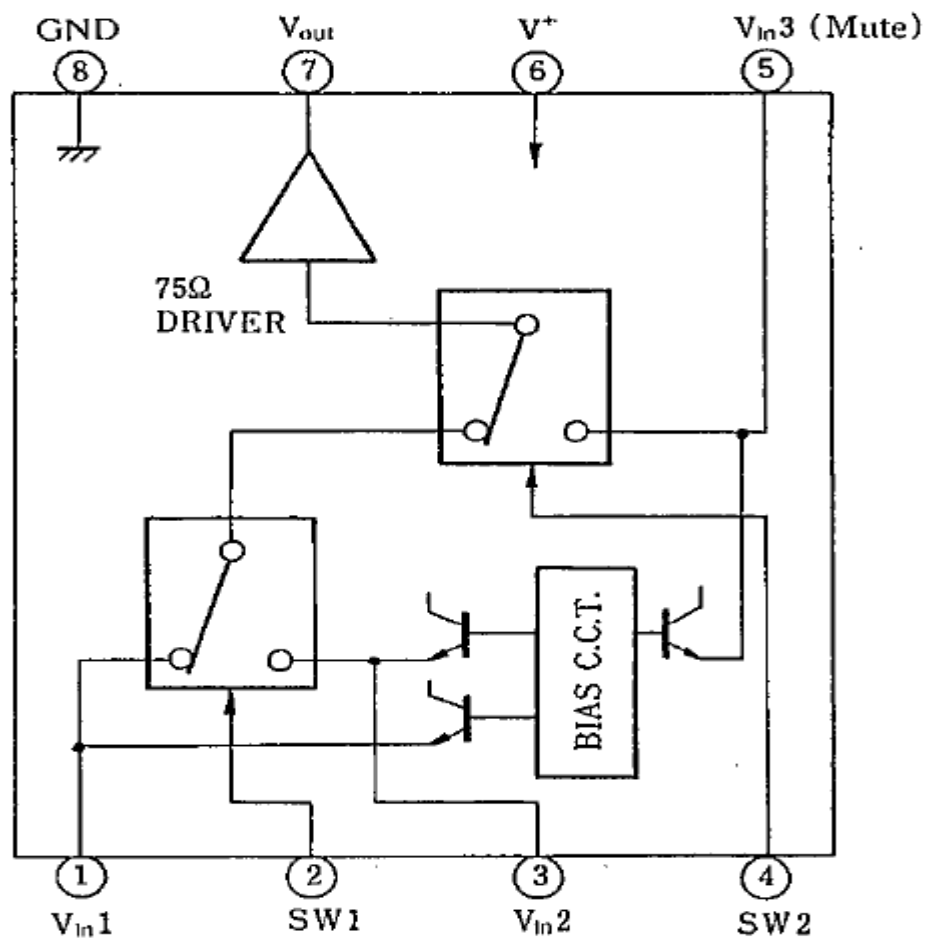 GND Vout V+ VIn3 (Mute)
8 7 6 5
75Ω
DRIVER
BIAS C.C.T.
1 2 3 4
VIn1 SW1 VIn2 SW2